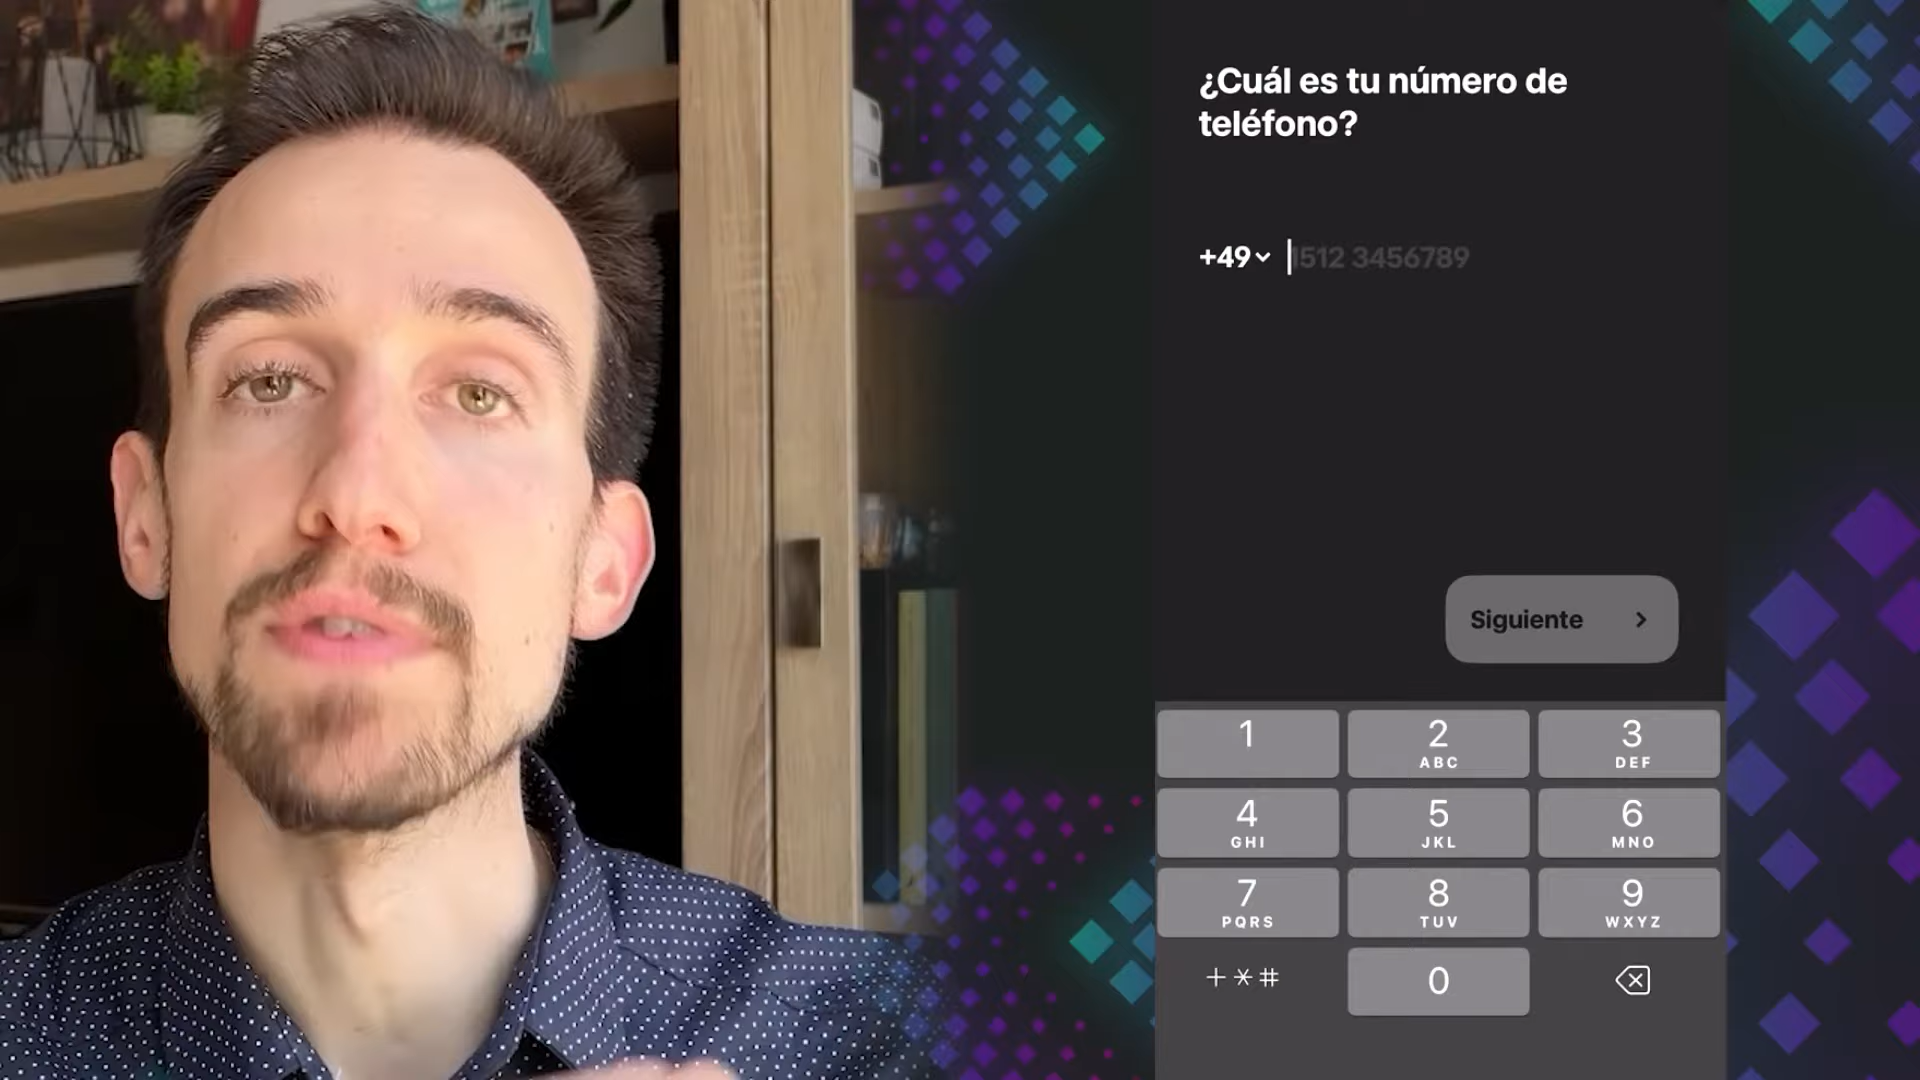 ¿Cuál es tu número de
teléfono?
+49 1512 3456789
Siguiente
1
2
ABC
3
DEF
4
GHI
5
JKL
6
MNO
7
PQRS
8
TUV
9
WXYZ
+*#
0